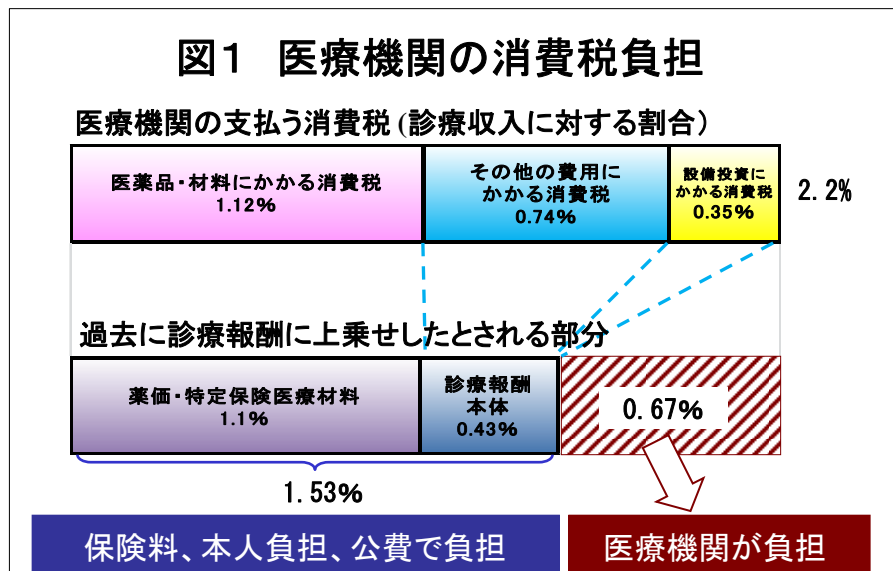 図1 医療機関の消費税負担
医療機関の支払う消費税(診療収入に対する割合)
医薬品・材料にかかる消費税
1.12%
その他の費用に
かかる消費税
0.74%
設備投資に
かかる消費税
0.35%
2.2%
過去に診療報酬に上乗せしたとされる部分
薬価・特定保険医療材料
1.1%
診療報酬
本体
0.43%
0.67%
1.53%
保険料、本人負担、公費で負担
医療機関が負担